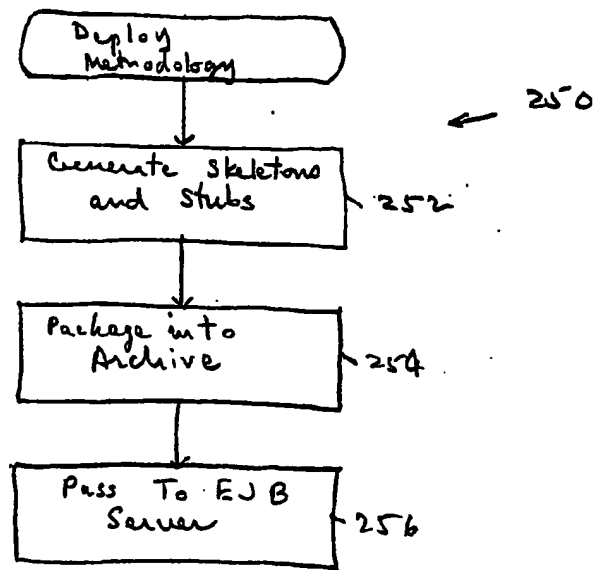 Deploy
Methodology
250
Generate Skeletons
and Stubs
252
Package into
Archive
254
Pass To EJB
Server
256